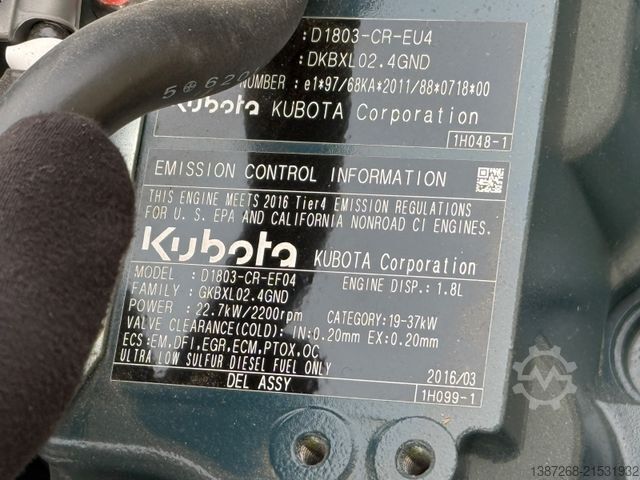 :D1803-CR-EU4
:DKBXL02.4GND
NUMBER : e1*97/68KA*2011/88*0718*00
Kubota KUBOTA Corporation
1H048-1
EMISSION CONTROL INFORMATION
THIS ENGINE MEETS 2016 Tier4 EMISSION REGULATIONS
FOR U. S. EPA AND CALIFORNIA NONROAD CI ENGINES.
Kubota KUBOTA Corporation
MODEL : D1803-CR-EF04 ENGINE DISP.: 1.8L
FAMILY : GKBXL02.4GND
POWER : 22.7kW/2200rpm CATEGORY:19-37kW
VALVE CLEARANCE(COLD): IN:0.20mm EX:0.20mm
ECS:EM,DFI,EGR,ECM,PTOX,OC
ULTRA LOW SULFUR DIESEL FUEL ONLY
DEL ASSY
2016/03
1H099-1
1387268-21531932